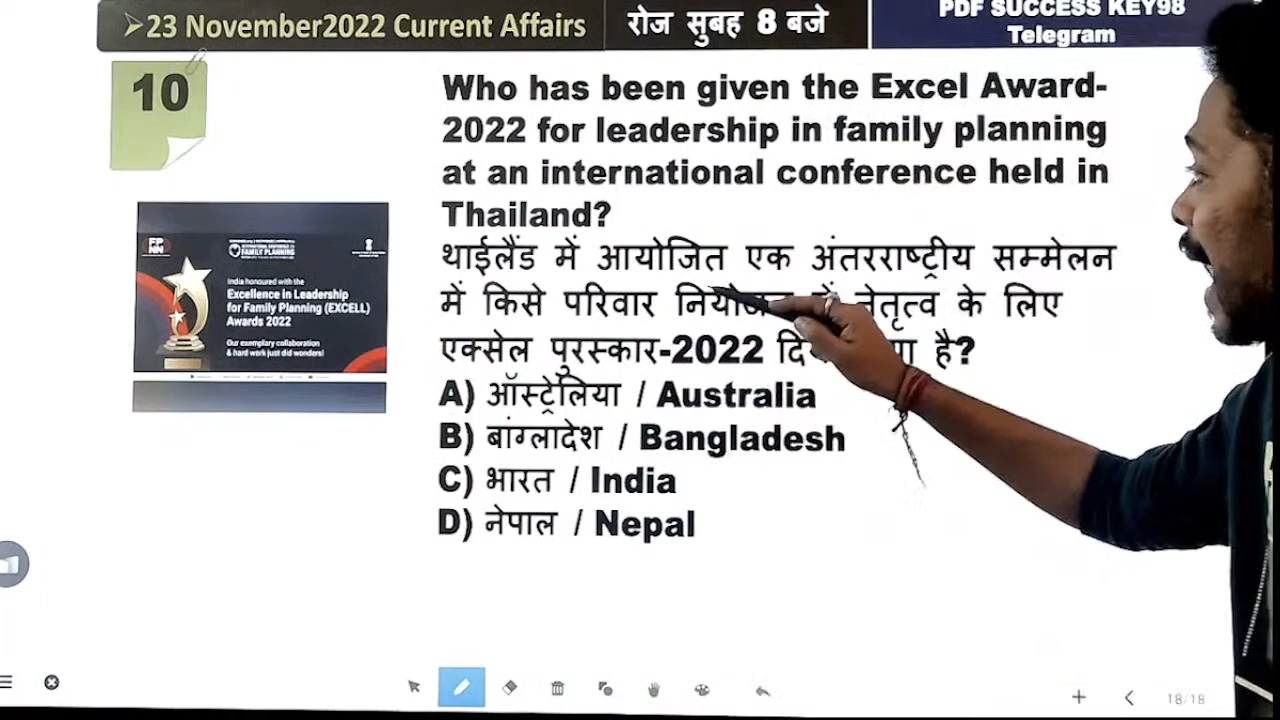 ➢23 November2022 Current Affairs
रोज सुबह 8 बजे
PDF SUCCESS KEY98
Telegram
10
Who has been given the Excel Award-
2022 for leadership in family planning
at an international conference held in
Thailand?
थाईलैंड में आयोजित एक अंतरराष्ट्रीय सम्मेलन
में किसे परिवार नियोजन में नेतृत्व के लिए
एक्सेल पुरस्कार-2022 है?
A) ऑस्ट्रेलिया / Australia
B) बांग्लादेश / Bangladesh
C) भारत / India
D) नेपाल / Nepal
FAMILY PLANNING
India honoured with the
Excellence in Leadership
for Family Planning (EXCELL)
Awards 2022
Our exemplary collaboration
& hard work just did wonders!
18/18